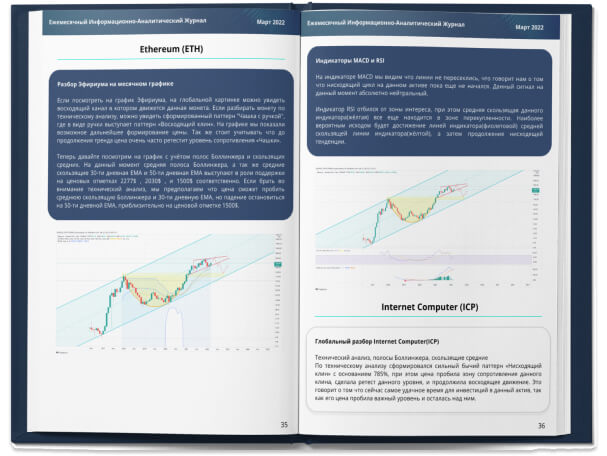 Ежемесячный Информационно-Аналитический Журнал
Март 2022
Ethereum (ETH)
Разбор Эфириума на месячном графике
Если посмотреть на график Эфириума, на глобальной картинке можно увидеть
восходящий канал в котором движется данная монета. Если разбирать монету по
техническому анализу, можно увидеть сформированный паттерн "Чашка с ручкой",
где в виде ручки выступает паттерн «Восходящий Клин». На графике мы показали
возможное дальнейшее формирование цены. Так же стоит учитывать что до
продолжения тренда цена очень часто ретестит уровень сопротивления «Чашки».
Теперь давайте посмотрим на график с учётом полос Боллинжера и скользящих
средних. На данный момент средняя полоса Боллинжера, а так же средние
скользящие 30-ти дневная EMA и 50-ти дневная EMA выступают в роли поддержки
на ценовых отметках 2277$ , 2030$ , и 1500$ соответственно. Если брать во
внимание технический анализ, мы предполагаем что цена сможет пробить
среднюю скользящую Боллинжера и 30-ти дневную EMA, но падение остановиться
на 50-ти дневной EMA, приблизительно на ценовой отметке 1500$.
35
Ежемесячный Информационно-Аналитический Журнал
Март 2022
Индикаторы MACD и RSI
На индикаторе MACD мы видим что линии не пересеклись, что говорит нам о том
что нисходящий цикл на данном активе пока еще не начался. Данный сигнал на
данный момент абсолютно нейтральный.
Индикатор RSI отбился от зоны интереса, при этом средняя скользящая данного
индикатора(жёлтая) все еще находится в зоне перекупленности. Наиболее
вероятным исходом будет достижение линией индикатора(фиолетовой) средней
скользящей линии индикатора(жёлтой), а затем продолжение нисходящей
тенденции.
Internet Computer (ICP)
Глобальный разбор Internet Computer(ICP)
Технический анализ, полосы Боллинжера, скользящие средние
По техническому анализу сформировался сильный бычий паттерн «Нисходящий
клин» с основанием 785%, при этом цена пробила зону сопротивления данного
клина, сделала ретест данного уровня, и продолжила восходящее движение. Это
говорит о том что сейчас самое удачное время для инвестиций в данный актив, так
как его цена пробила важный уровень и осталась над ним.
36